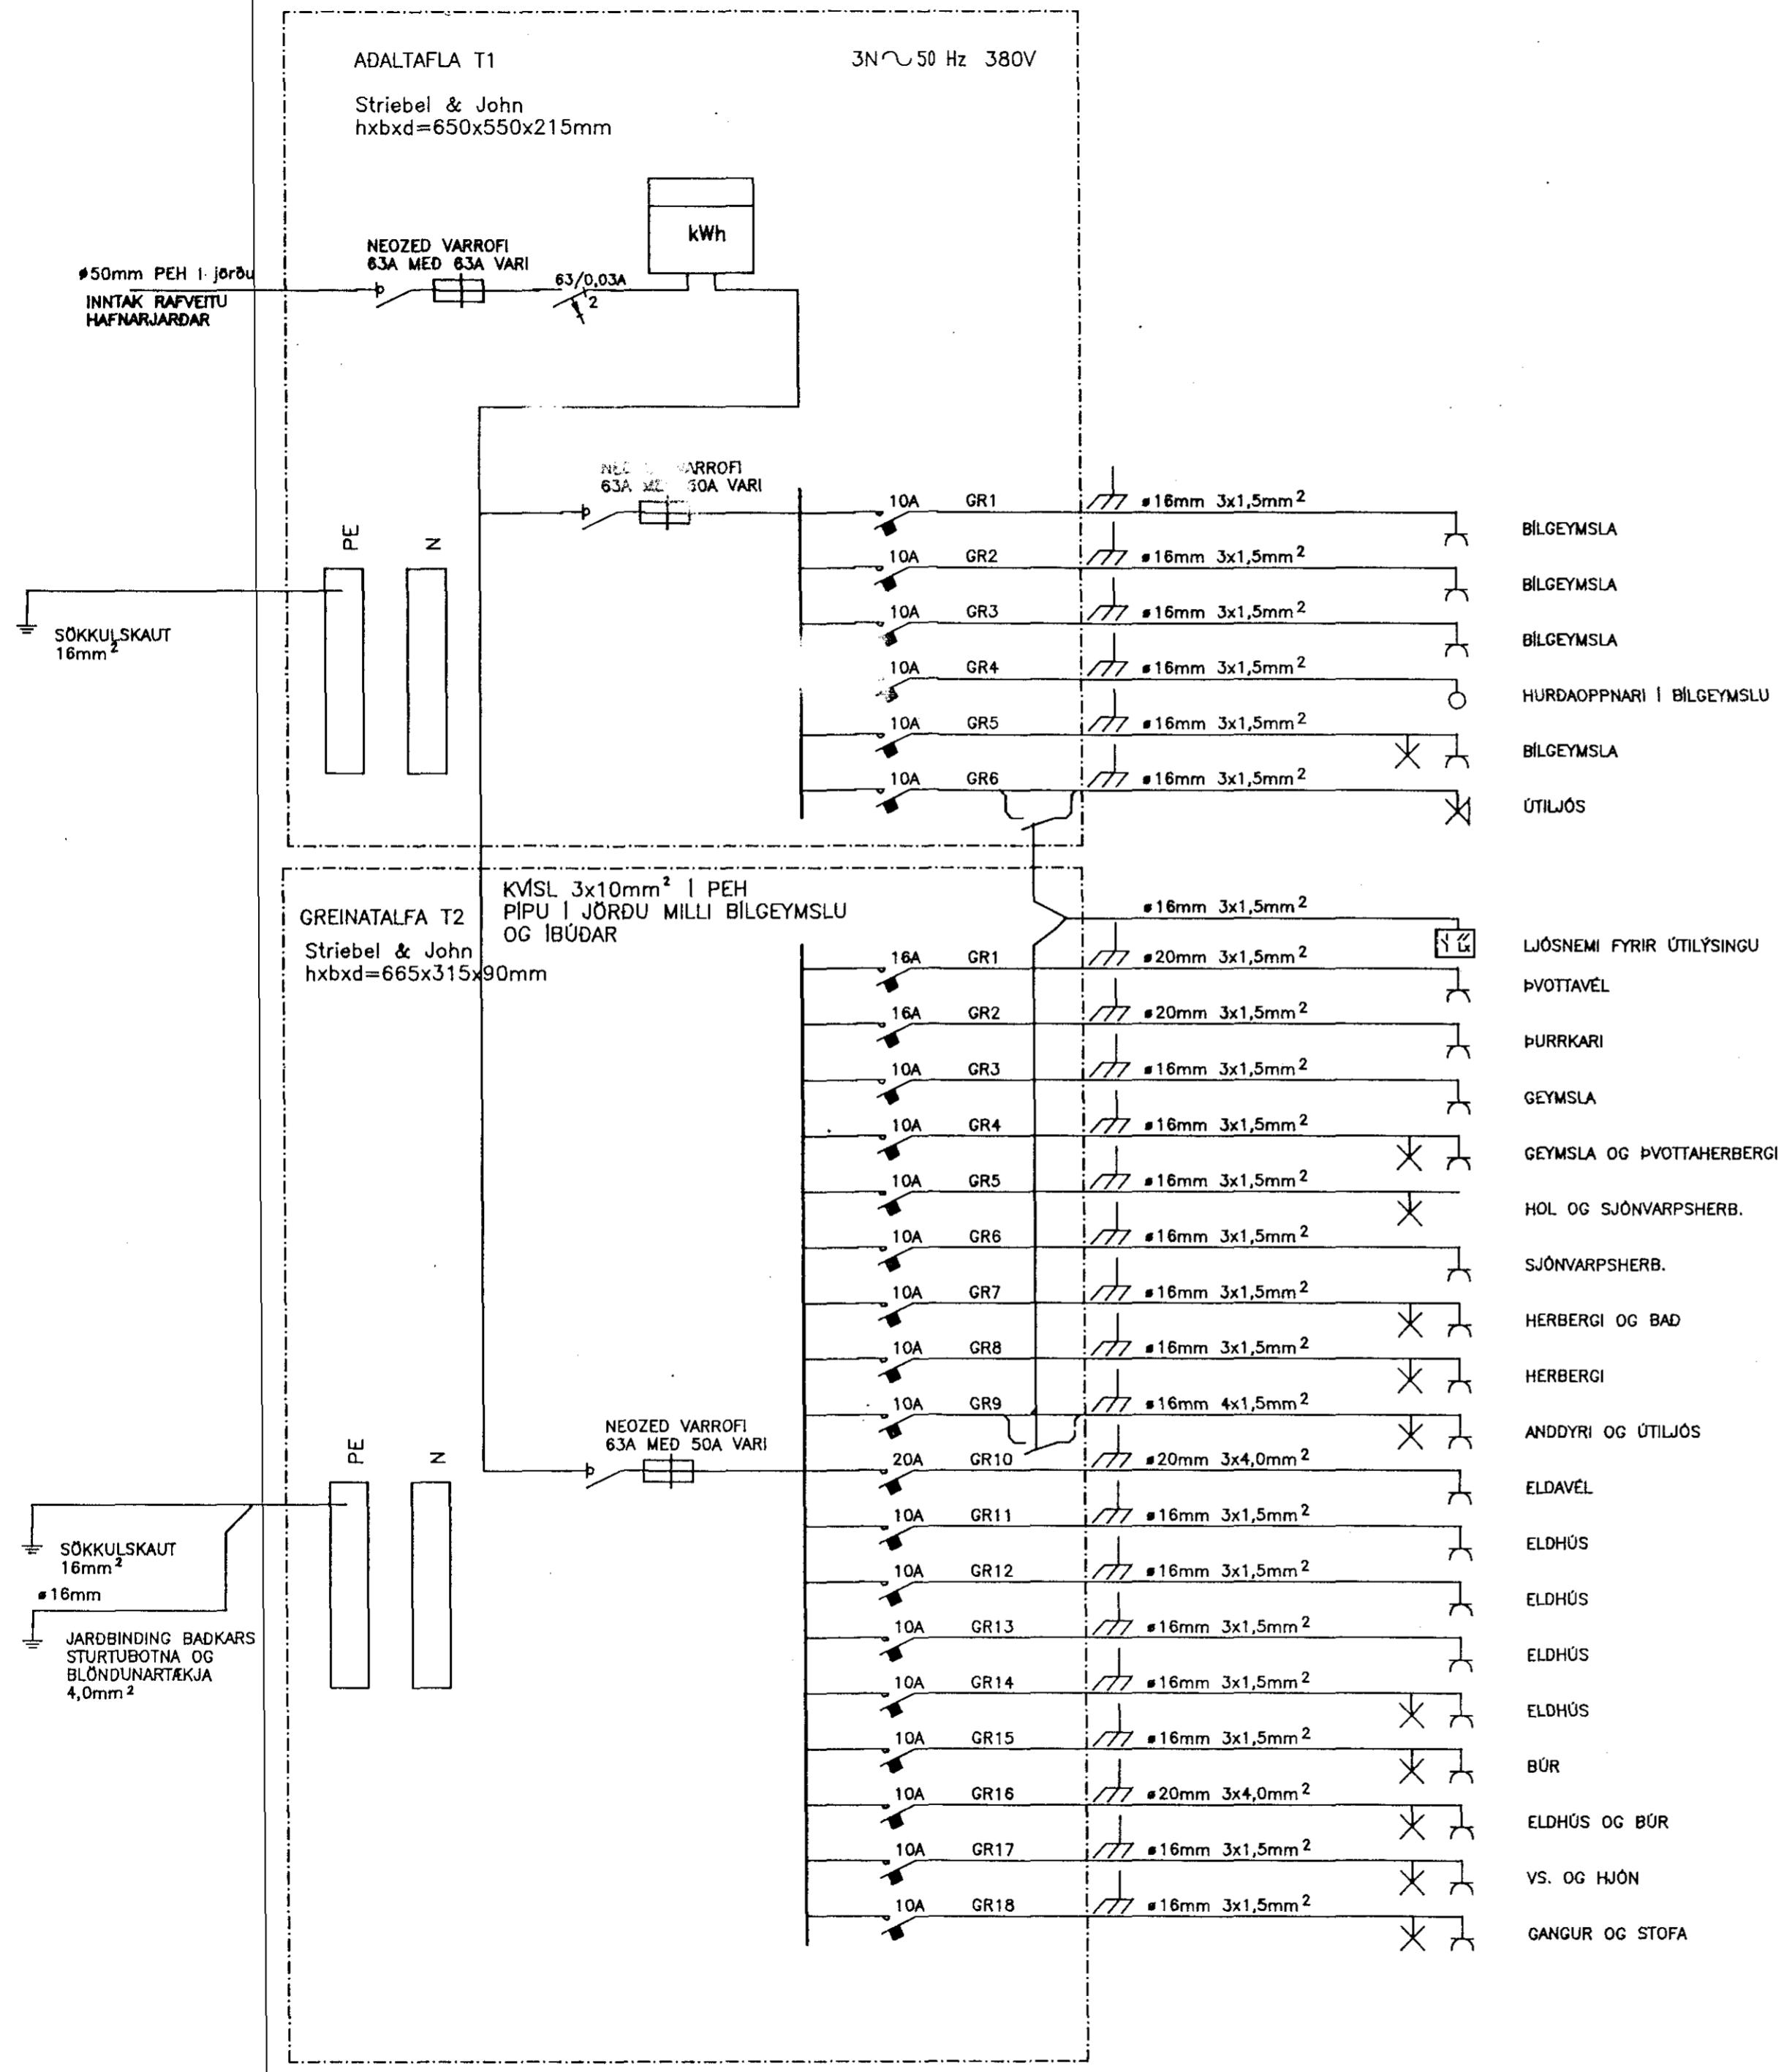 AÐALTAFLA T1
3N 50 Hz 380V
Striebel & John
hxbxd=650x550x215mm
kWh
NEOZED VARROFI
63A MEÐ 63A VARI
ø50mm PEH Í jörðu
INNTAK RAFVEITU
HAFNARJARÐAR
63/0,03A
2
VARROFI
63A VARI
PE
N
SÖKKULSKAUT
16mm²
10A GR1 ø16mm 3x1,5mm² BÍLGEYMSLA
10A GR2 ø16mm 3x1,5mm² BÍLGEYMSLA
10A GR3 ø16mm 3x1,5mm² BÍLGEYMSLA
10A GR4 ø16mm 3x1,5mm² HURÐAOPPNARI Í BÍLGEYMSLU
10A GR5 ø16mm 3x1,5mm² BÍLGEYMSLA
10A GR6 ø16mm 3x1,5mm² ÚTILJÓS
GREINATALFA T2
Striebel & John
hxbxd=665x315x90mm
KVÍSL 3x10mm² Í PEH
PÍPU Í JÖRÐU MILLI BÍLGEYMSLU
OG ÍBÚÐAR
ø16mm 3x1,5mm² LJÓSNEMI FYRIR ÚTILÝSINGU
16A GR1 ø20mm 3x1,5mm² ÞVOTTAVÉL
16A GR2 ø20mm 3x1,5mm² ÞURRKARI
10A GR3 ø16mm 3x1,5mm² GEYMSLA
10A GR4 ø16mm 3x1,5mm² GEYMSLA OG ÞVOTTAHERBERGI
10A GR5 ø16mm 3x1,5mm² HOL OG SJÓNVARPSHERB.
10A GR6 ø16mm 3x1,5mm² SJÓNVARPSHERB.
10A GR7 ø16mm 3x1,5mm² HERBERGI OG BAÐ
10A GR8 ø16mm 3x1,5mm² HERBERGI
10A GR9 ø16mm 4x1,5mm² ANDDYRI OG ÚTILJÓS
NEOZED VARROFI
63A MEÐ 50A VARI
20A GR10 ø20mm 3x4,0mm² ELDAVÉL
10A GR11 ø16mm 3x1,5mm² ELDHÚS
10A GR12 ø16mm 3x1,5mm² ELDHÚS
10A GR13 ø16mm 3x1,5mm² ELDHÚS
10A GR14 ø16mm 3x1,5mm² ELDHÚS
10A GR15 ø16mm 3x1,5mm² BÚR
10A GR16 ø20mm 3x4,0mm² ELDHÚS OG BÚR
10A GR17 ø16mm 3x1,5mm² VS. OG HJÓN
10A GR18 ø16mm 3x1,5mm² GANGUR OG STOFA
PE
N
SÖKKULSKAUT
16mm²
ø16mm
JARÐBINDING BAÐKARS
STURTUBOTNA OG
BLÖNDUNARTÆKJA
4,0mm²